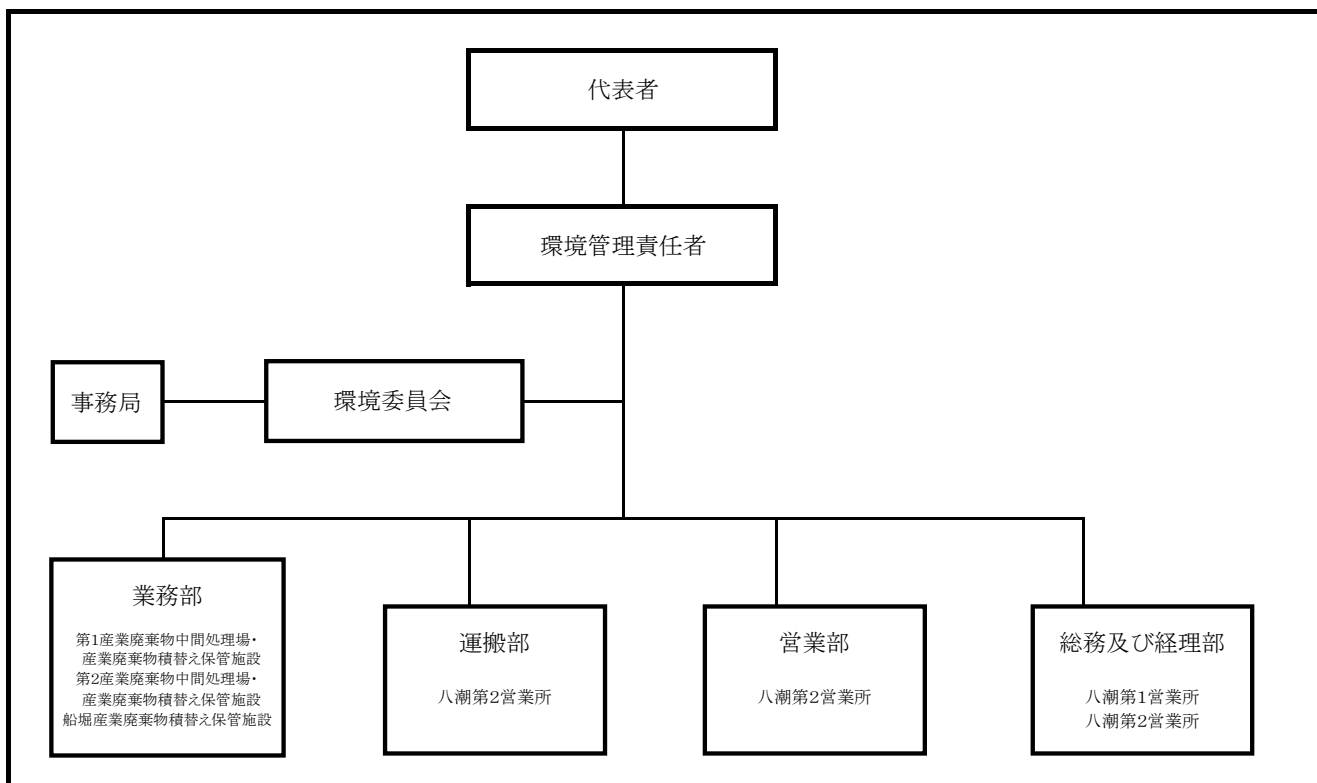 代表者
環境管理責任者
事務局
環境委員会
業務部
第1産業廃棄物中間処理場・
産業廃棄物積替え保管施設
第2産業廃棄物中間処理場・
産業廃棄物積替え保管施設
船堀産業廃棄物積替え保管施設
運搬部
八潮第2営業所
営業部
八潮第2営業所
総務及び経理部
八潮第1営業所
八潮第2営業所